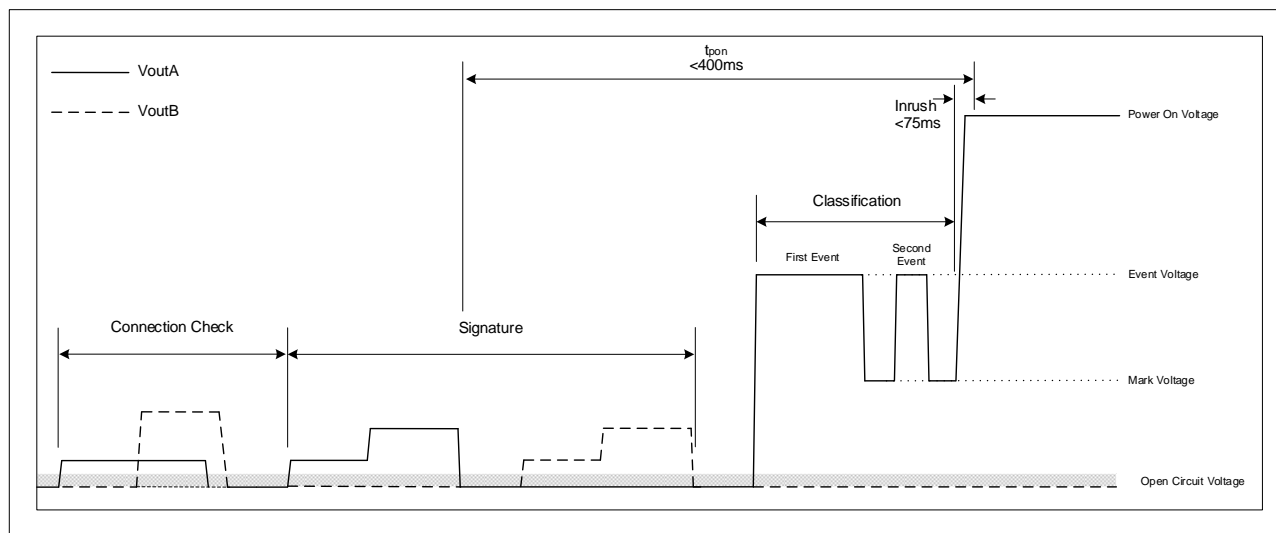 VoutA
VoutB
tpon
<400ms
Inrush
<75ms
Power On Voltage
Classification
First Event
Second
Event
Event Voltage
Connection Check
Signature
Mark Voltage
Open Circuit Voltage